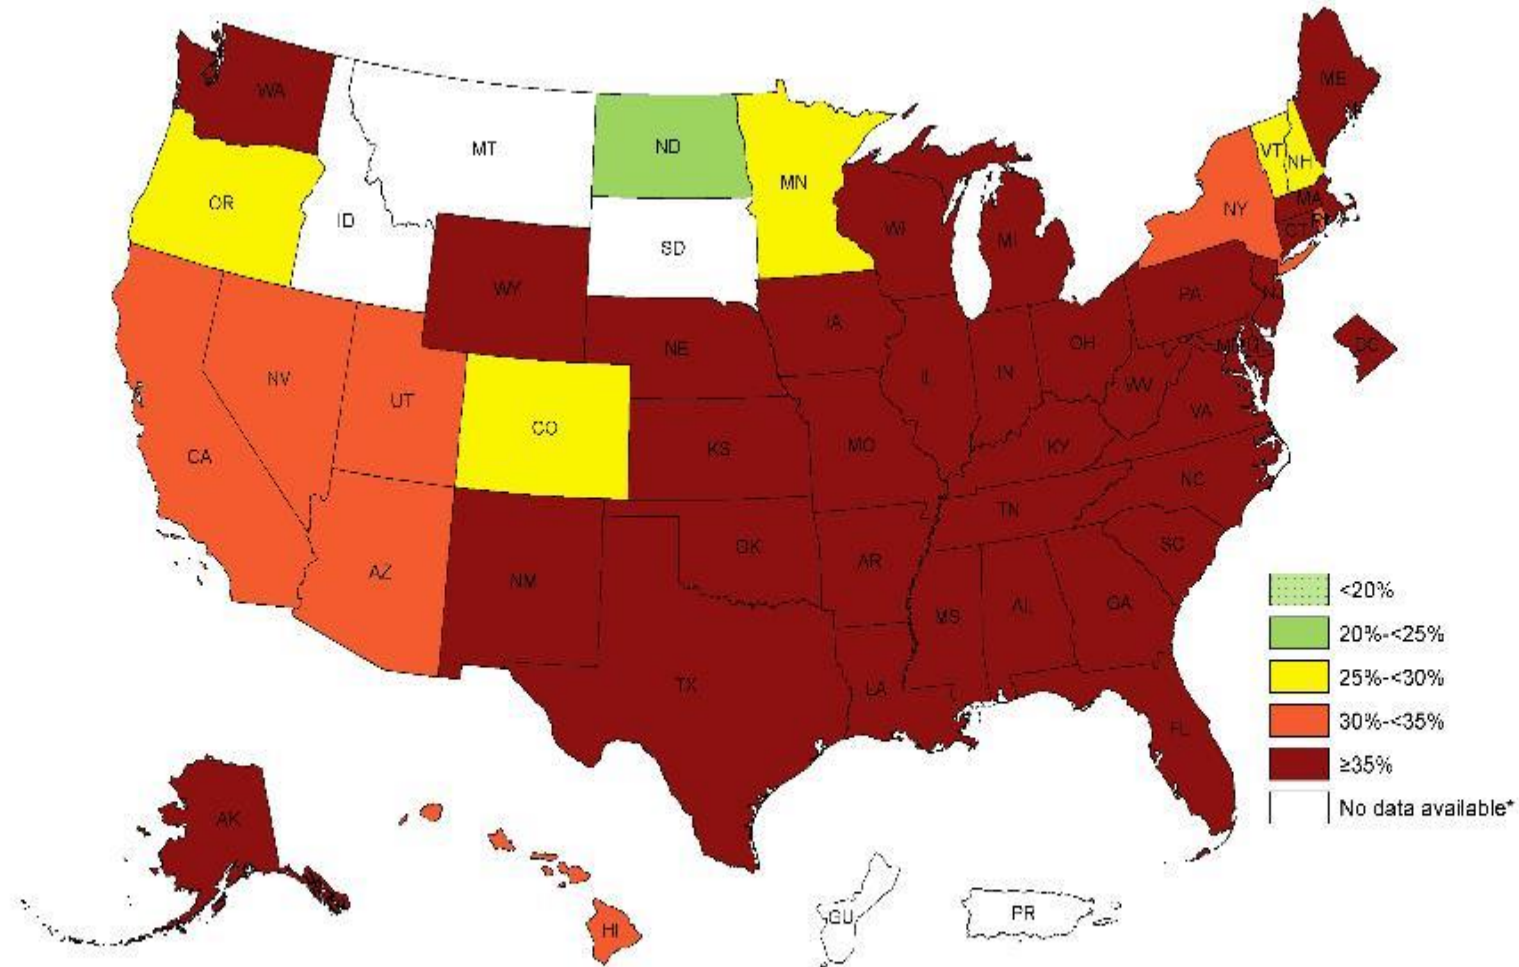 ME
WA
MT
ND
VT
NH
MN
OR
ID
NY
MA
RI
CT
WI
MI
SD
WY
PA
NJ
IA
OH
DC
NE
MD
DE
IL
IN
NV
UT
WV
VA
CO
KS
MO
KY
CA
NC
TN
OK
AR
SC
AZ
NM
<20%
MS
AL
GA
20%-<25%
TX
LA
25%-<30%
FL
30%-<35%
≥35%
No data available*
AK
GU
PR
HI